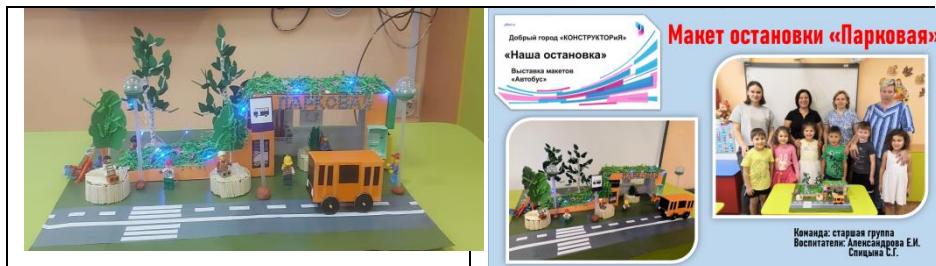 ПАРКОВАЯ
Добрый город «КОНСТРУКТОРиЯ»
«Наша остановка»
Выставка макетов
«Автобус»
Макет остановки «Парковая»
Команда: старшая группа
Воспитатели: Александрова Е.И.
Спицына С.Г.